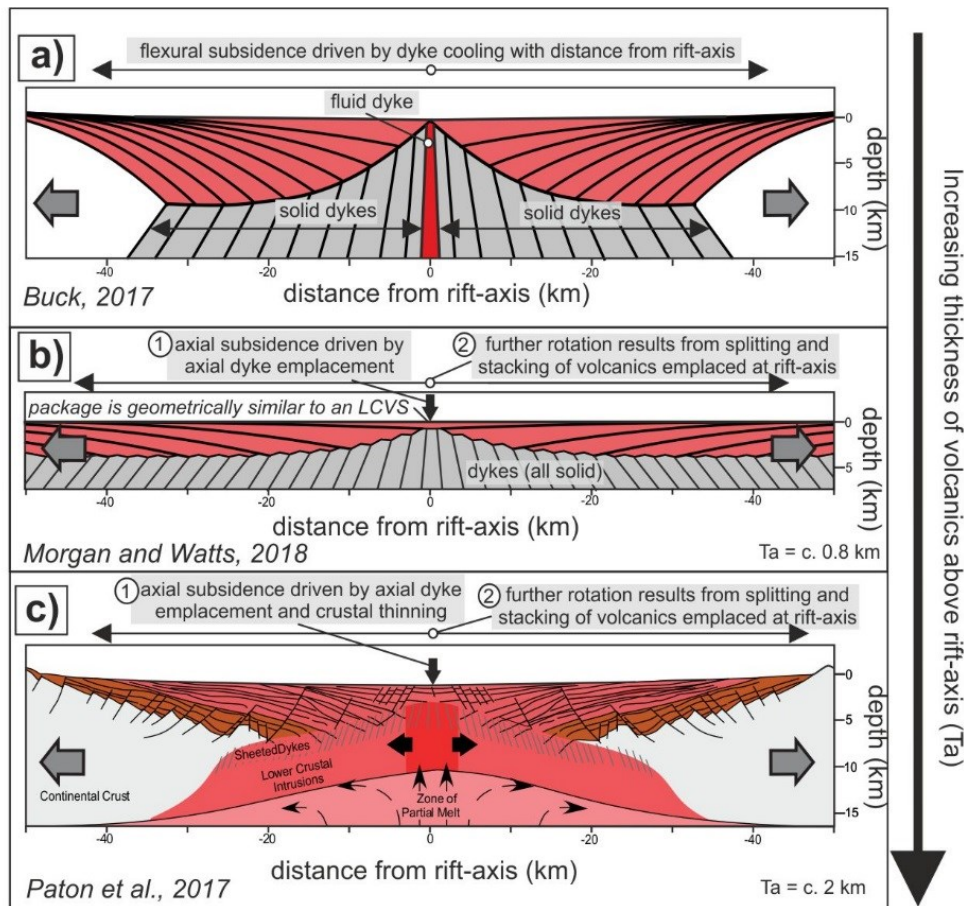 a)
flexural subsidence driven by dyke cooling with distance from rift-axis
fluid dyke
solid dykes
solid dykes
0
5
10
15
depth (km)
-40
-20
0
-20
-40
distance from rift-axis (km)
Buck, 2017
b)
1 axial subsidence driven by
axial dyke emplacement
2 further rotation results from splitting and
stacking of volcanics emplaced at rift-axis
package is geometrically similar to an LCVS
dykes (all solid)
0
5
depth (km)
-40
-20
0
-20
-40
distance from rift-axis (km)
Morgan and Watts, 2018
Ta = c. 0.8 km
c)
1 axial subsidence driven by axial dyke
emplacement and crustal thinning
2 further rotation results from splitting and
stacking of volcanics emplaced at rift-axis
SheetedDykes
Lower Crustal
Intrusions
Continental Crust
Zone of
Partial Melt
0
5
10
15
depth (km)
-40
-20
0
-20
-40
distance from rift-axis (km)
Paton et al., 2017
Ta = c. 2 km
Increasing thickness of volcanics above rift-axis (Ta)